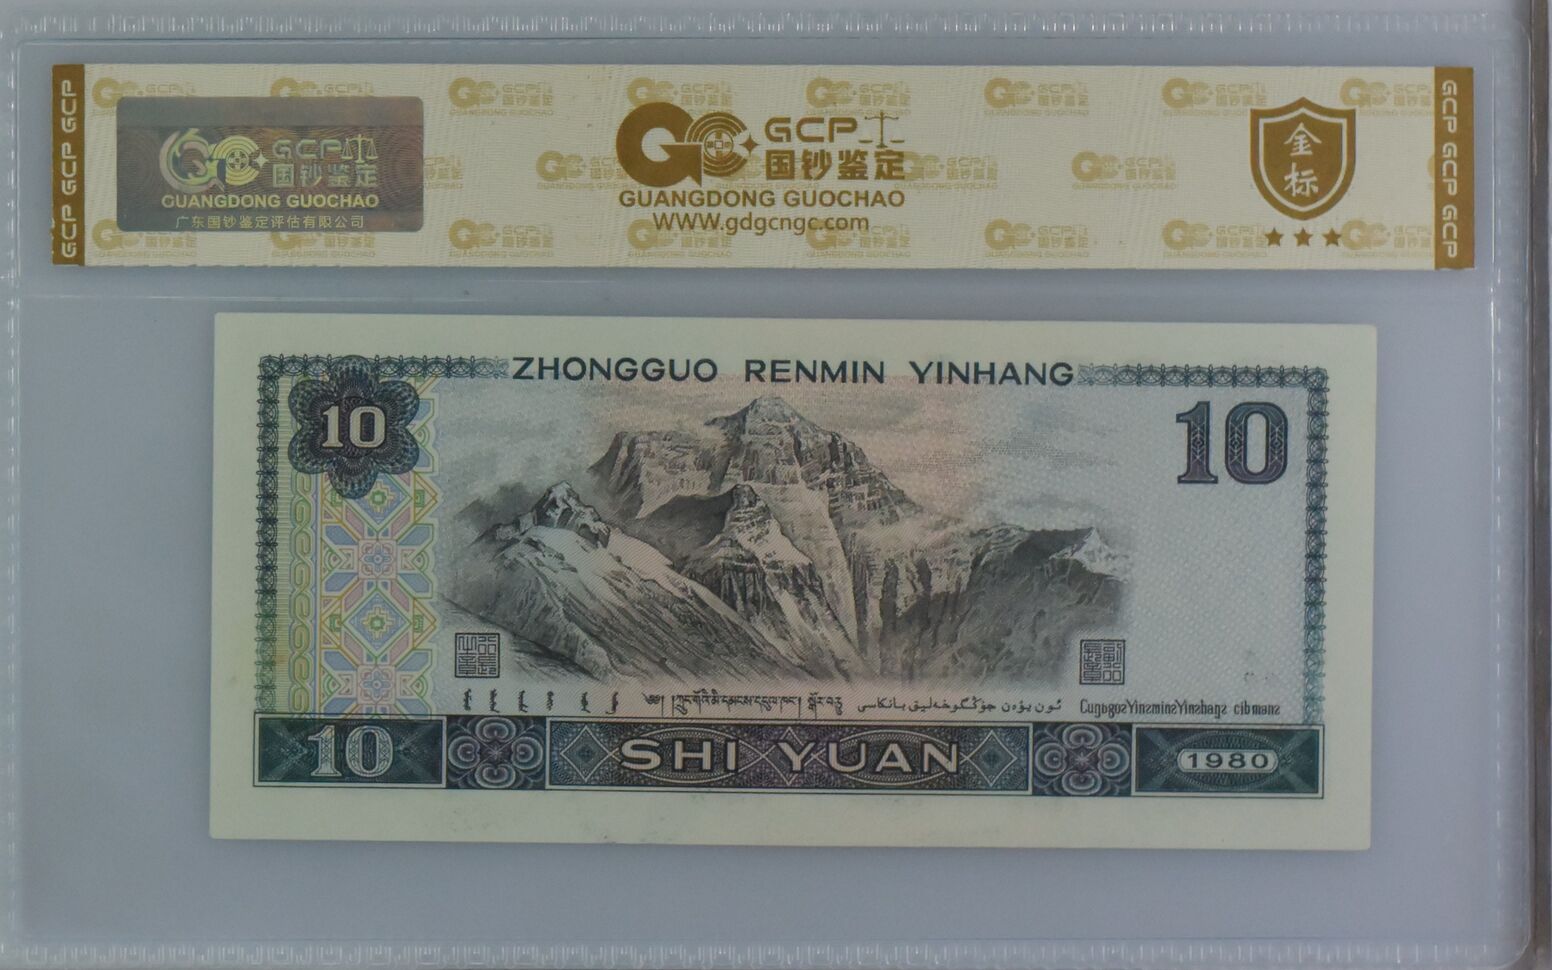 GCP GCP GCP
GCP 国钞鉴定
GUANGDONG GUOCHAO
广东国钞鉴定评估有限公司
GCP
国钞鉴定
GUANGDONG GUOCHAO
WWW.gdgcngc.com
金标
GCP GCP GCP
ZHONGGUO RENMIN YINHANG
10
10
10
SHI YUAN
1980